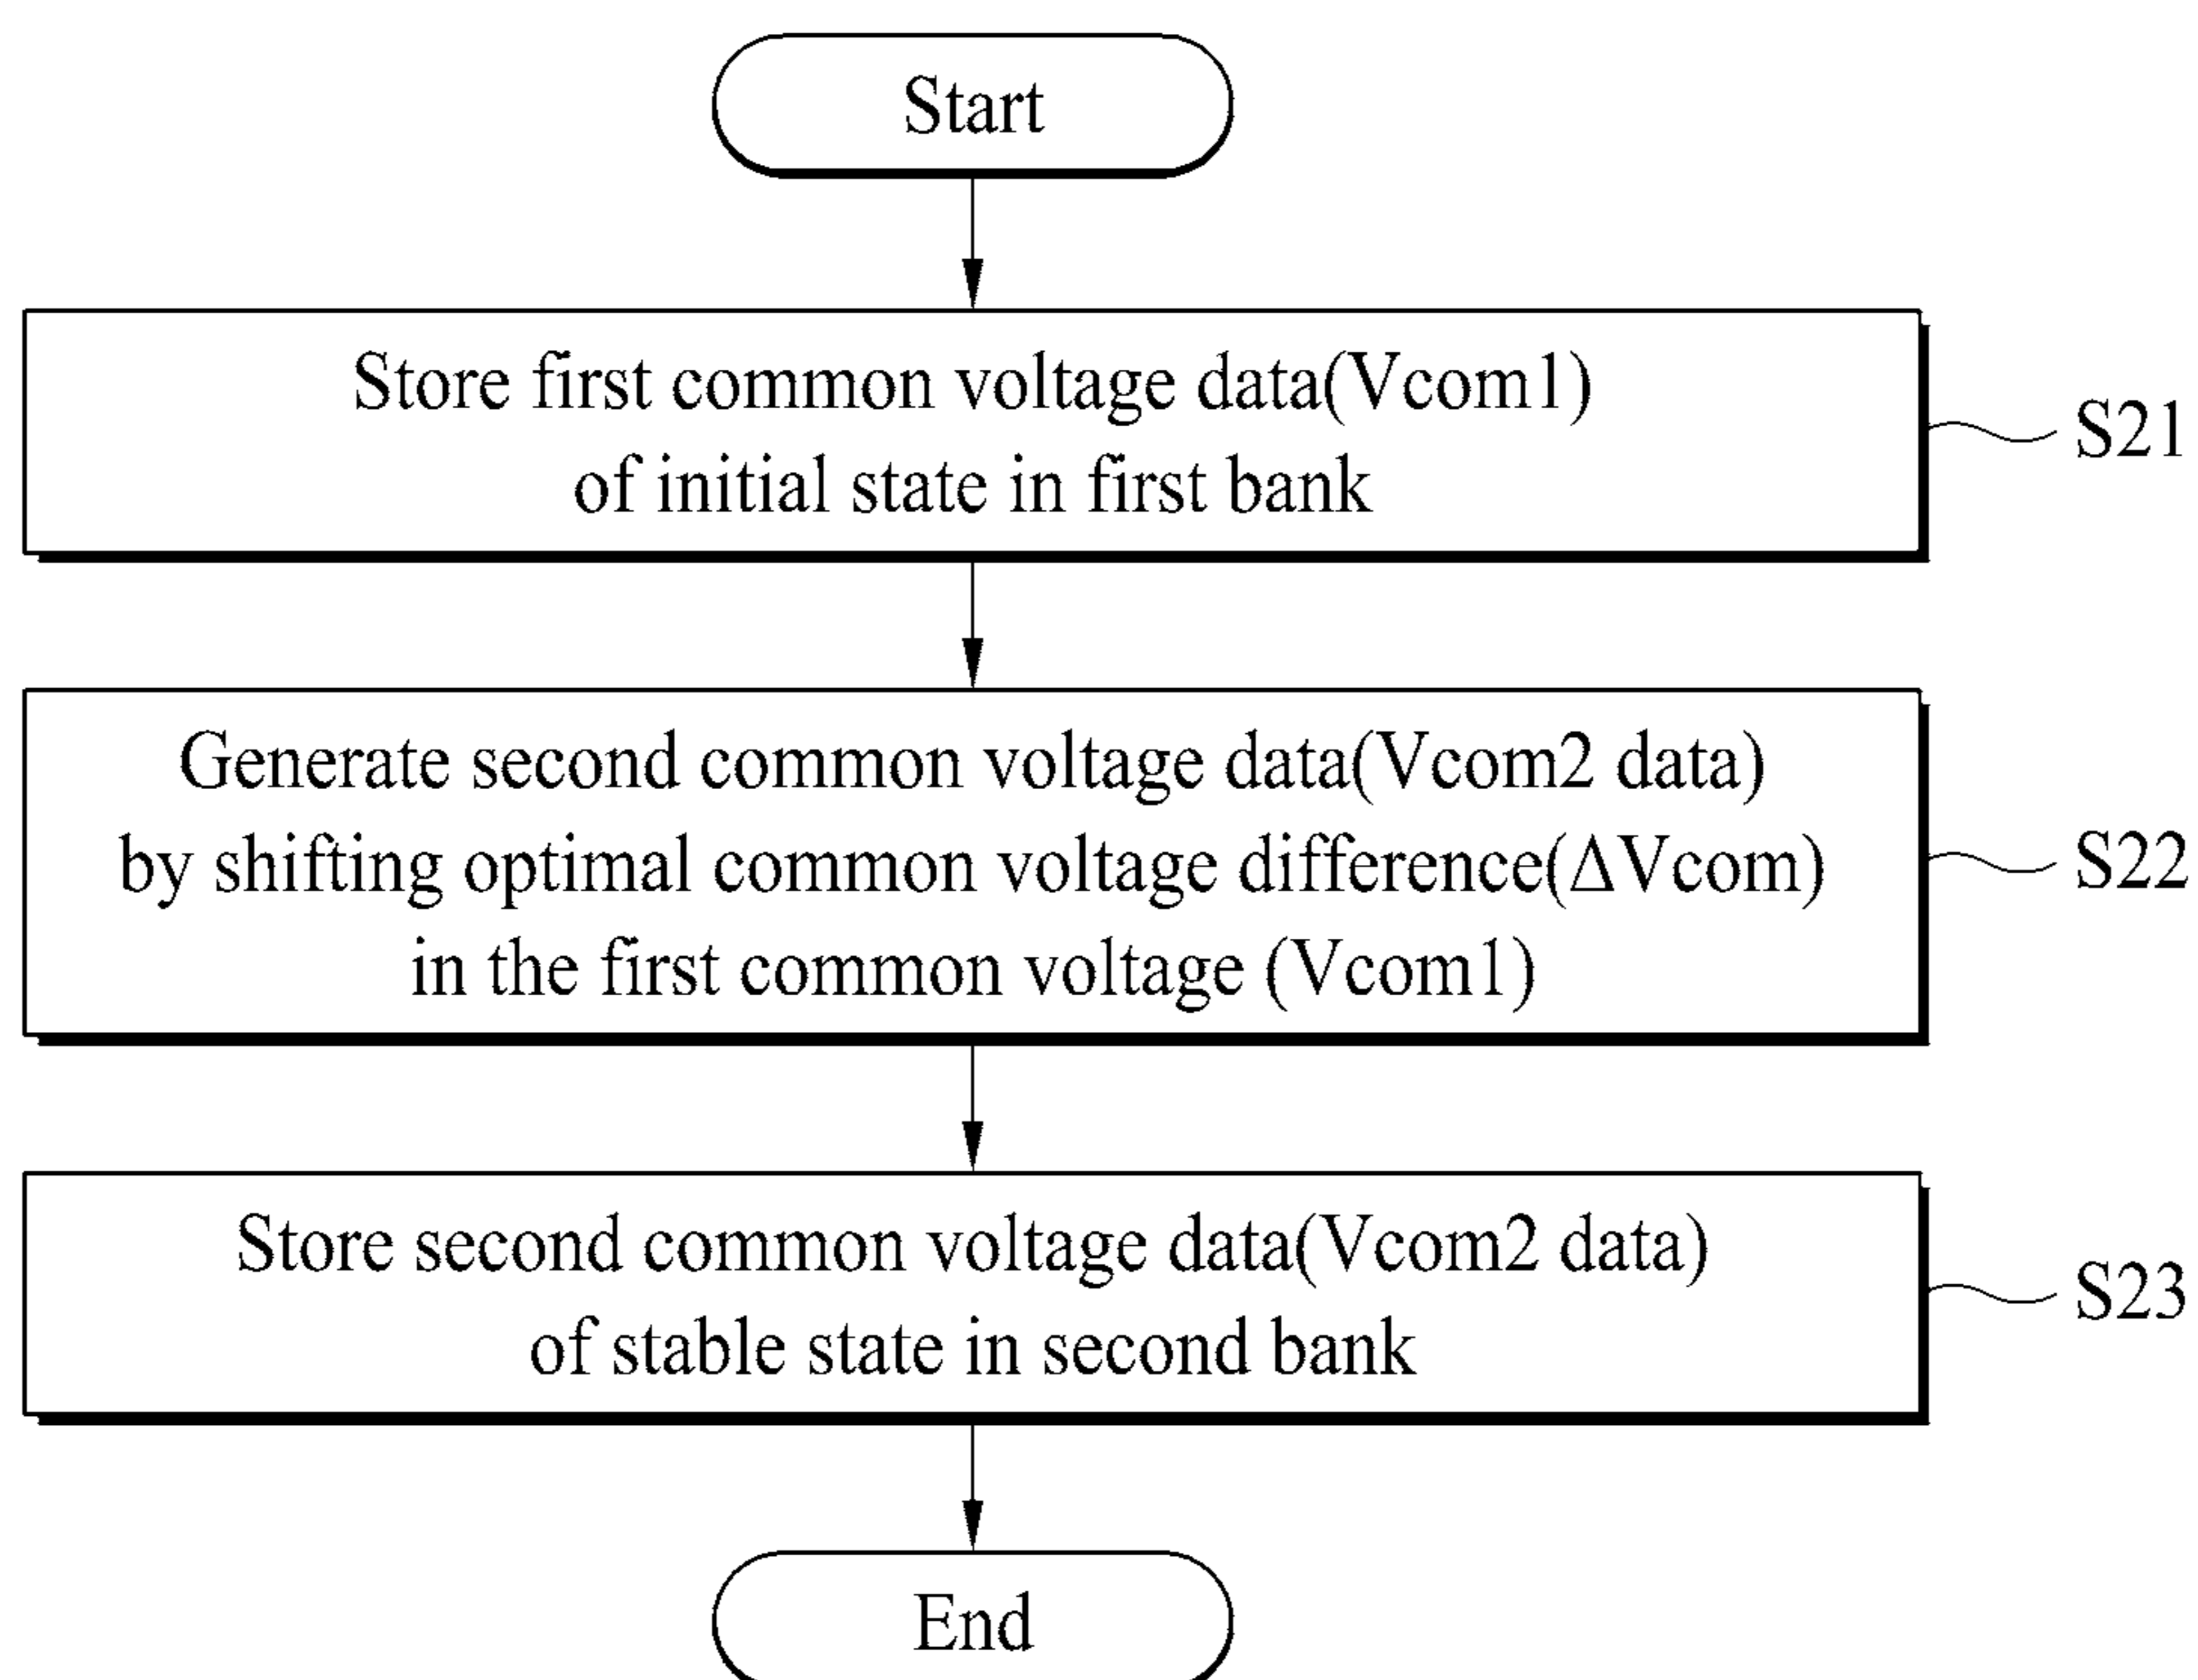 Start
Store first common voltage data(Vcom1)
of initial state in first bank
S21
Generate second common voltage data(Vcom2 data)
by shifting optimal common voltage difference(ΔVcom)
in the first common voltage (Vcom1)
S22
Store second common voltage data(Vcom2 data)
of stable state in second bank
S23
End